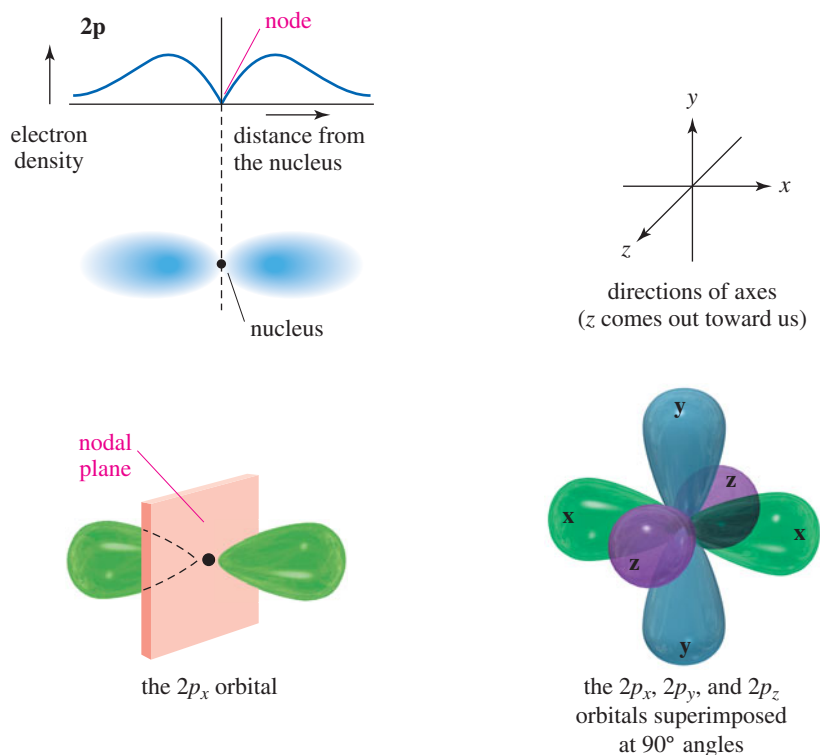 2p
node
electron
density
distance from
the nucleus
nucleus
y
x
z
directions of axes
(z comes out toward us)
nodal
plane
the 2pₓ orbital
y
z
x
x
z
y
the 2pₓ, 2p_y, and 2p_z
orbitals superimposed
at 90° angles